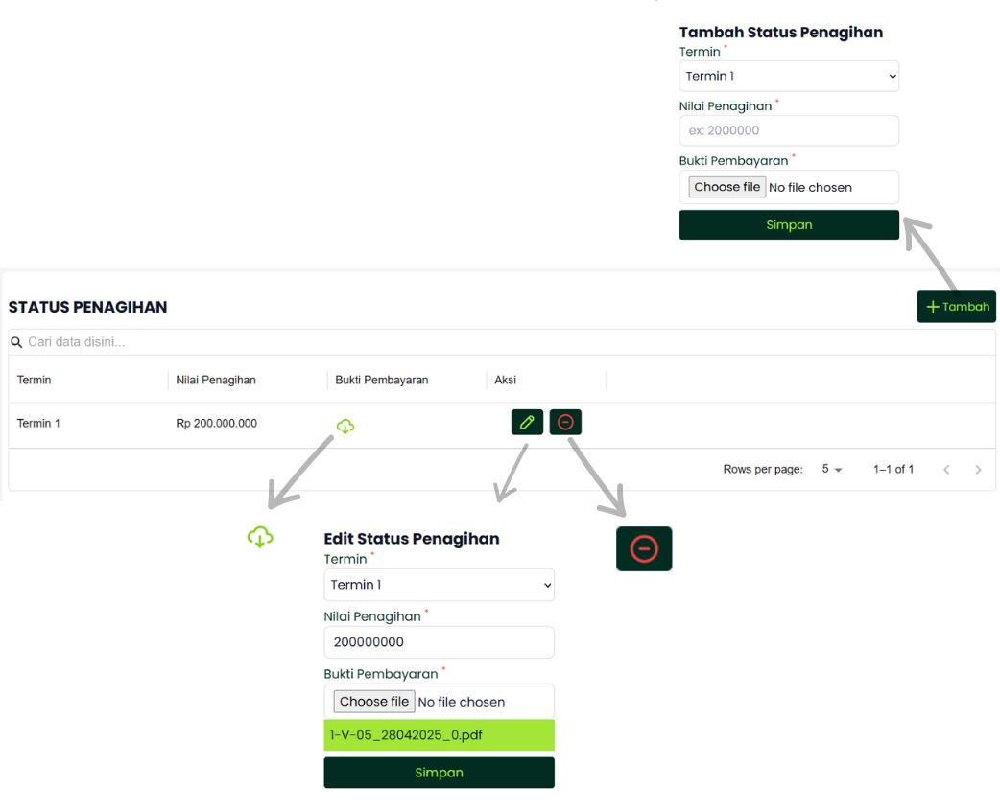 Tambah Status Penagihan
Termin *
Termin 1
Nilai Penagihan *
ex: 2000000
Bukti Pembayaran *
Choose file No file chosen
Simpan
STATUS PENAGIHAN
+ Tambah
Cari data disini...
Termin Nilai Penagihan Bukti Pembayaran Aksi
Termin 1 Rp 200.000.000
Rows per page: 5 1–1 of 1
Edit Status Penagihan
Termin *
Termin 1
Nilai Penagihan *
200000000
Bukti Pembayaran *
Choose file No file chosen
1-V-05_28042025_0.pdf
Simpan